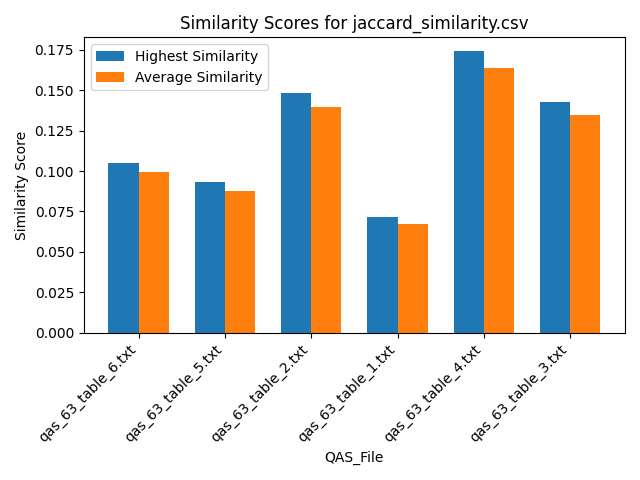 Similarity Scores for jaccard_similarity.csv
Highest Similarity
Average Similarity
Similarity Score
0.175
0.150
0.125
0.100
0.075
0.050
0.025
0.000
qas_63_table_6.txt
qas_63_table_5.txt
qas_63_table_2.txt
qas_63_table_1.txt
qas_63_table_4.txt
qas_63_table_3.txt
QAS_File